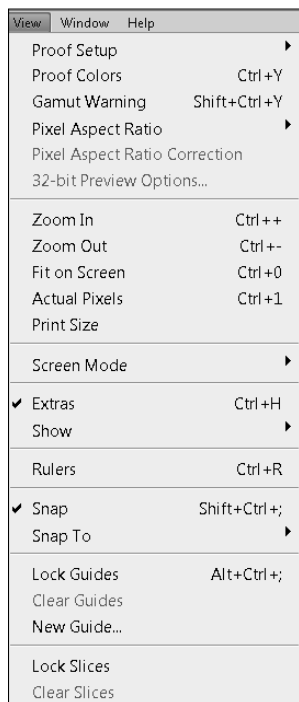 View Window Help
Proof Setup
Proof Colors Ctrl+Y
Gamut Warning Shift+Ctrl+Y
Pixel Aspect Ratio
Pixel Aspect Ratio Correction
32-bit Preview Options...
Zoom In Ctrl++
Zoom Out Ctrl+-
Fit on Screen Ctrl+0
Actual Pixels Ctrl+1
Print Size
Screen Mode
Extras Ctrl+H
Show
Rulers Ctrl+R
Snap Shift+Ctrl+;
Snap To
Lock Guides Alt+Ctrl+;
Clear Guides
New Guide...
Lock Slices
Clear Slices